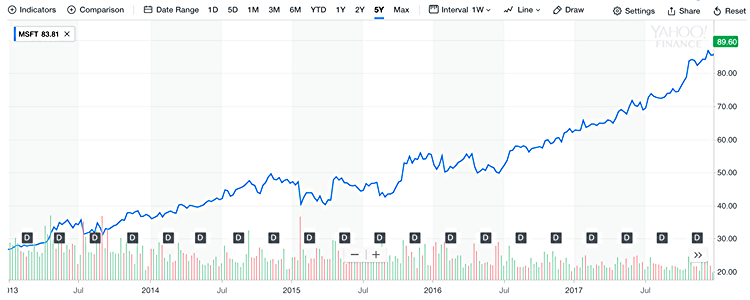 Indicators Comparison Date Range 1D 5D 1M 3M 6M YTD 1Y 2Y 5Y Max Interval 1W Line Draw Settings Share Reset
MSFT 83.81 ×
YAHOO!
FINANCE
89.60
80.00
70.00
60.00
50.00
40.00
30.00
D D D D D D D D D D D D D D D D D D D D
20.00
)13 Jul 2014 Jul 2015 Jul 2016 Jul 2017 Jul